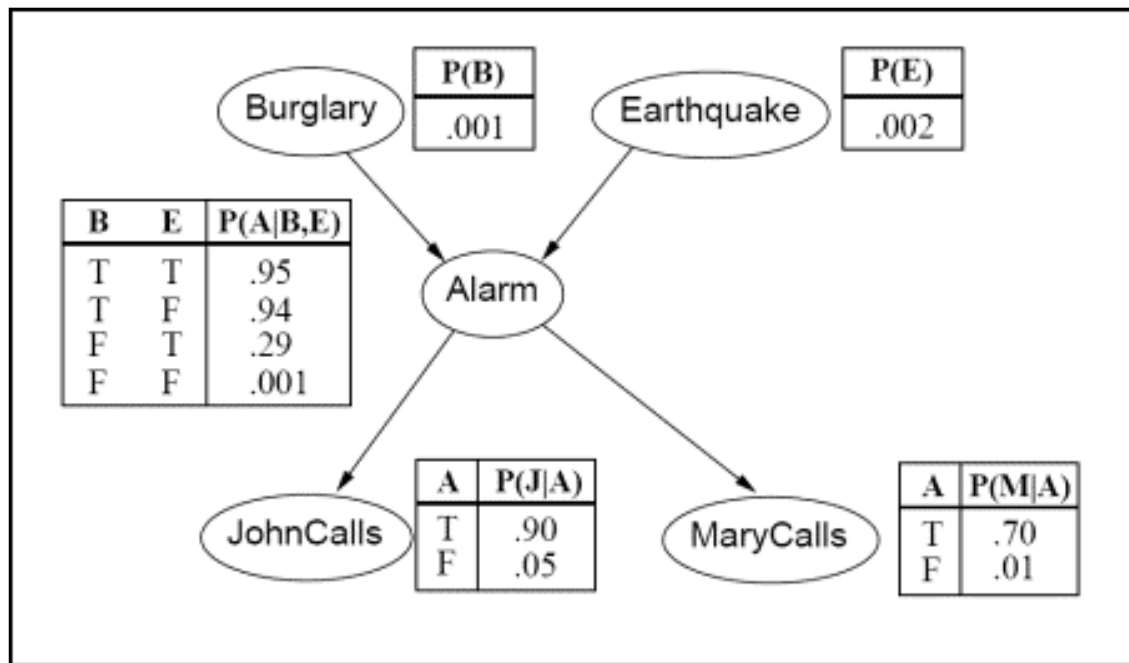 Burglary
P(B)
.001
Earthquake
P(E)
.002
B E P(A|B,E)
T T .95
T F .94
F T .29
F F .001
Alarm
JohnCalls
A P(J|A)
T .90
F .05
MaryCalls
A P(M|A)
T .70
F .01